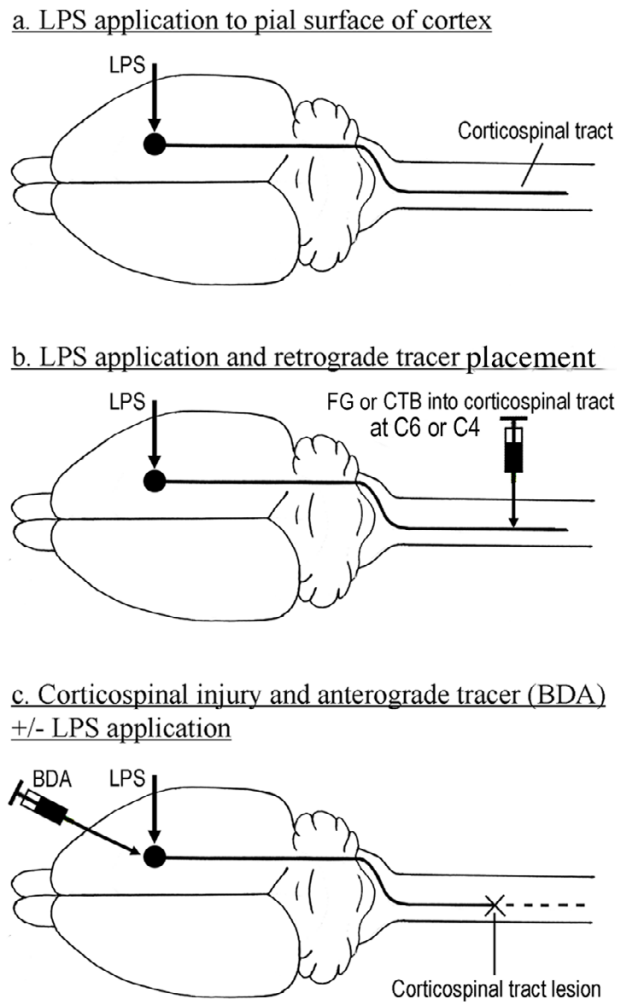 a. LPS application to pial surface of cortex
LPS
Corticospinal tract
b. LPS application and retrograde tracer placement
LPS
FG or CTB into corticospinal tract
at C6 or C4
c. Corticospinal injury and anterograde tracer (BDA)
+/- LPS application
BDA
LPS
Corticospinal tract lesion